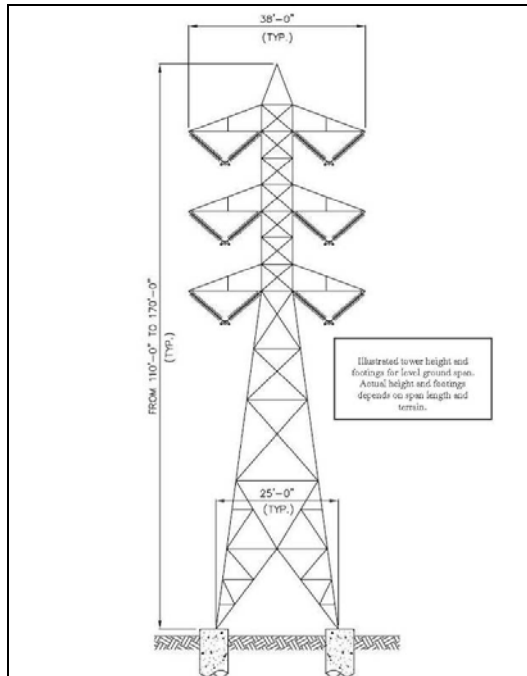 38'-0"
(TYP.)
FROM 110'-0" TO 170'-0"
(TYP.)
Illustrated tower height and
footings for level ground span.
Actual height and footings
depends on span length and
terrain.
25'-0"
(TYP.)